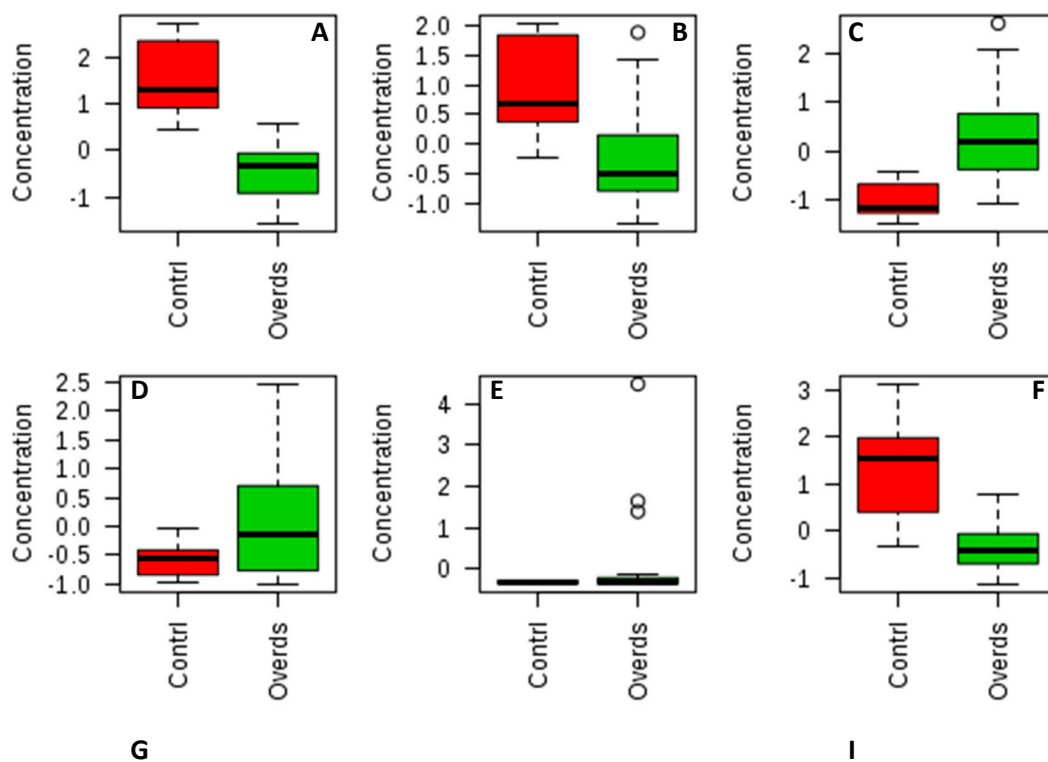 A
Concentration
2
1
0
-1
Contrl
Overds
B
Concentration
2.0
1.5
1.0
0.5
0.0
-0.5
-1.0
Contrl
Overds
C
Concentration
2
1
0
-1
Contrl
Overds
D
Concentration
2.5
2.0
1.5
1.0
0.5
0.0
-0.5
-1.0
Contrl
Overds
E
Concentration
4
3
2
1
0
Contrl
Overds
F
Concentration
3
2
1
0
-1
Contrl
Overds
G
I